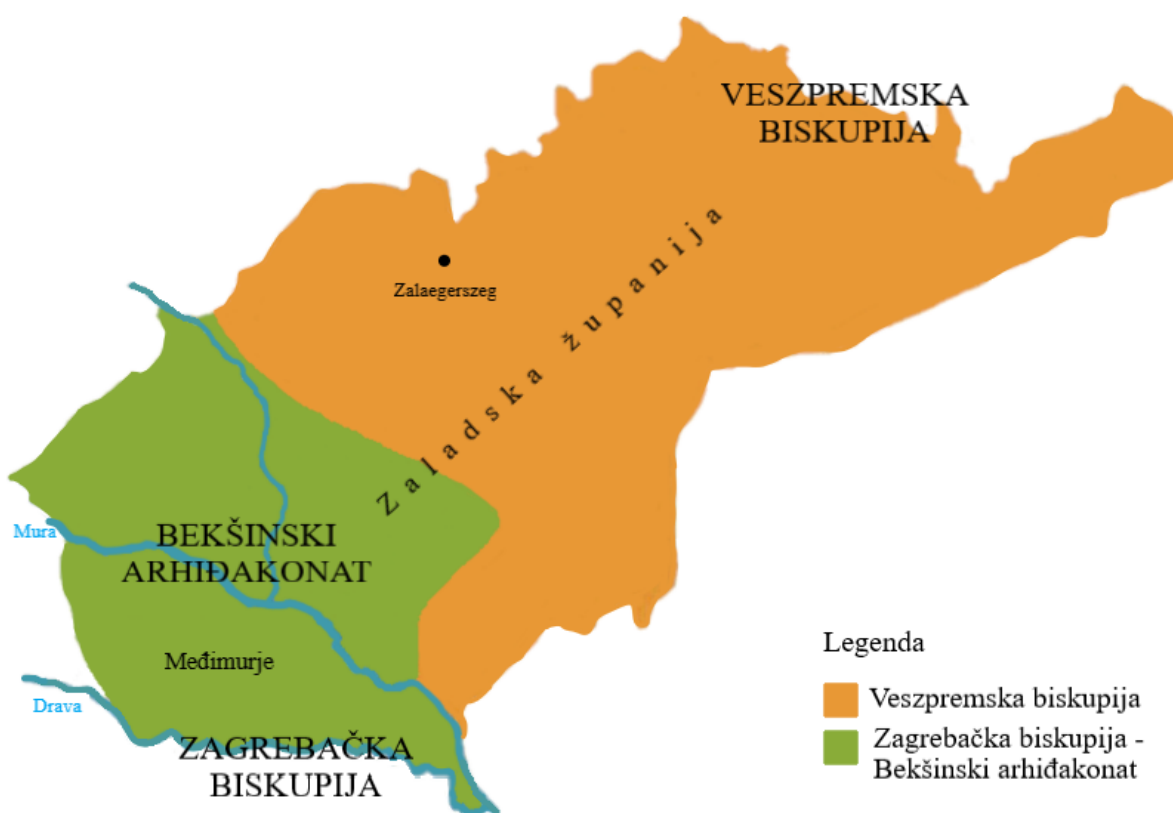 VESZPREMSKA
BISKUPIJA
Zaladska županija
Zalaegerszeg
Mura
BEKŠINSKI
ARHIĐAKONAT
Međimurje
Drava
ZAGREBAČKA
BISKUPIJA
Legenda
Veszpremska biskupija
Zagrebačka biskupija -
Bekšinski arhiđakonat